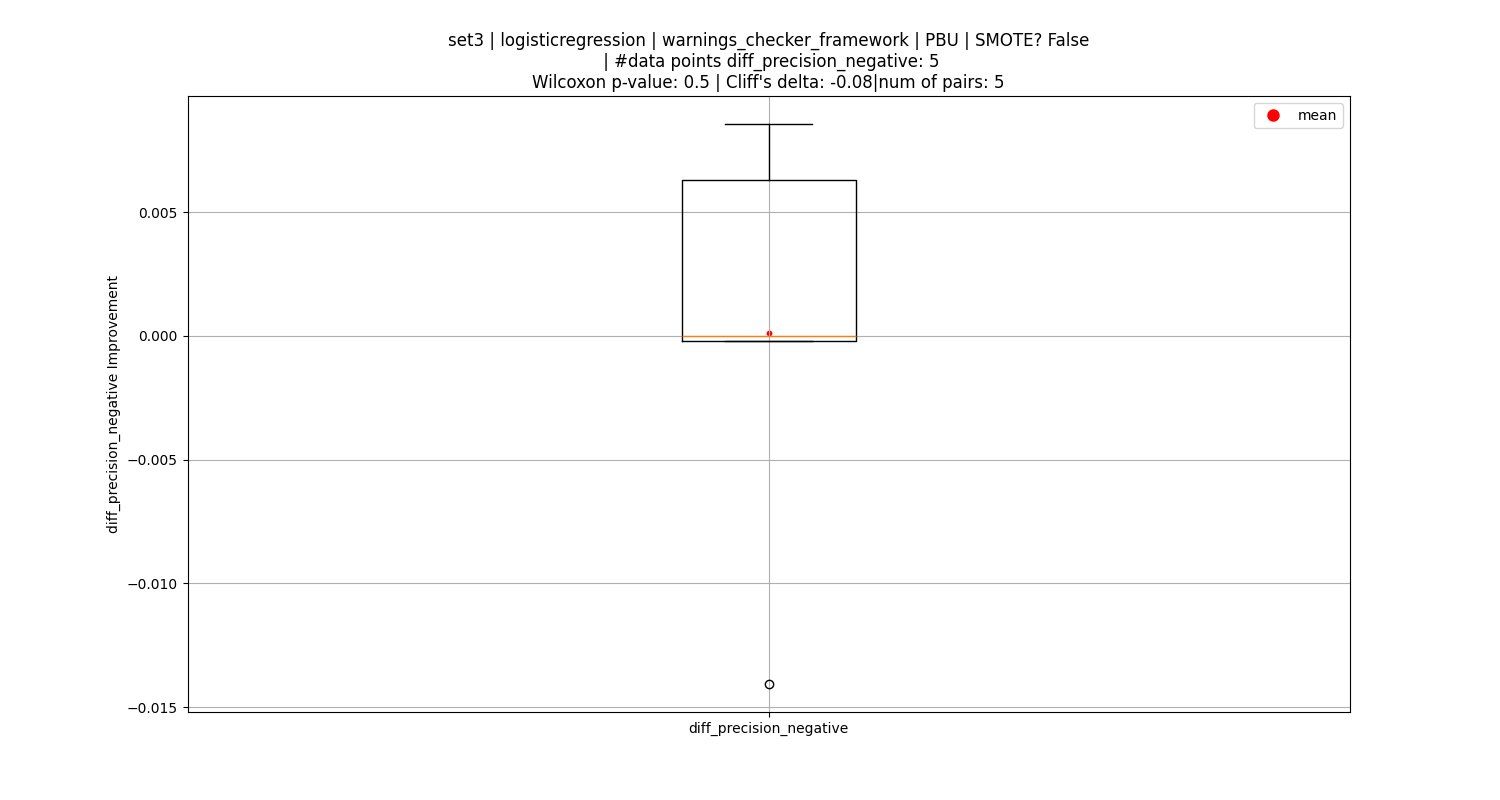 set3 | logisticregression | warnings_checker_framework | PBU | SMOTE? False
| #data points diff_precision_negative: 5
Wilcoxon p-value: 0.5 | Cliff's delta: -0.08|num of pairs: 5
mean
0.005
0.000
−0.005
−0.010
−0.015
diff_precision_negative Improvement
diff_precision_negative